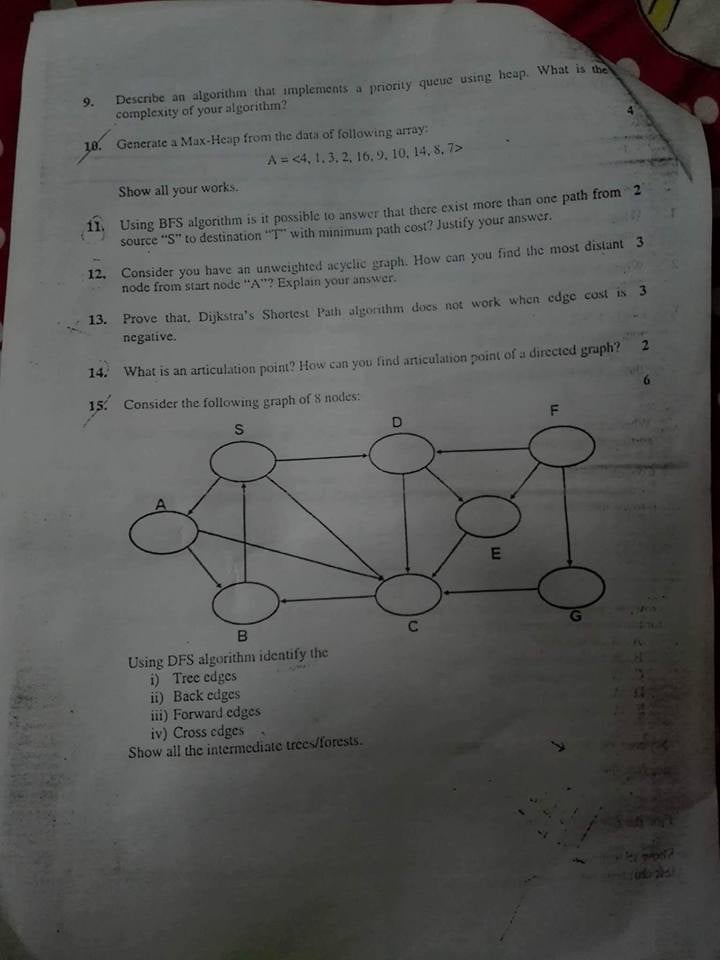 9. Describe an algorithm that implements a priority queue using heap. What is the
complexity of your algorithm?
4
10. Generate a Max-Heap from the data of following array:
A = <4, 1, 3, 2, 16, 9, 10, 14, 8, 7>
Show all your works.
11. Using BFS algorithm is it possible to answer that there exist more than one path from 2
source "S" to destination "T" with minimum path cost? Justify your answer.
12. Consider you have an unweighted acyclic graph. How can you find the most distant 3
node from start node "A"? Explain your answer.
13. Prove that, Dijkstra's Shortest Path algorithm does not work when edge cost is 3
negative.
14. What is an articulation point? How can you find articulation point of a directed graph? 2
6
15. Consider the following graph of 8 nodes:
S D F
A
E
B C G
Using DFS algorithm identify the
i) Tree edges
ii) Back edges
iii) Forward edges
iv) Cross edges
Show all the intermediate trees/forests.